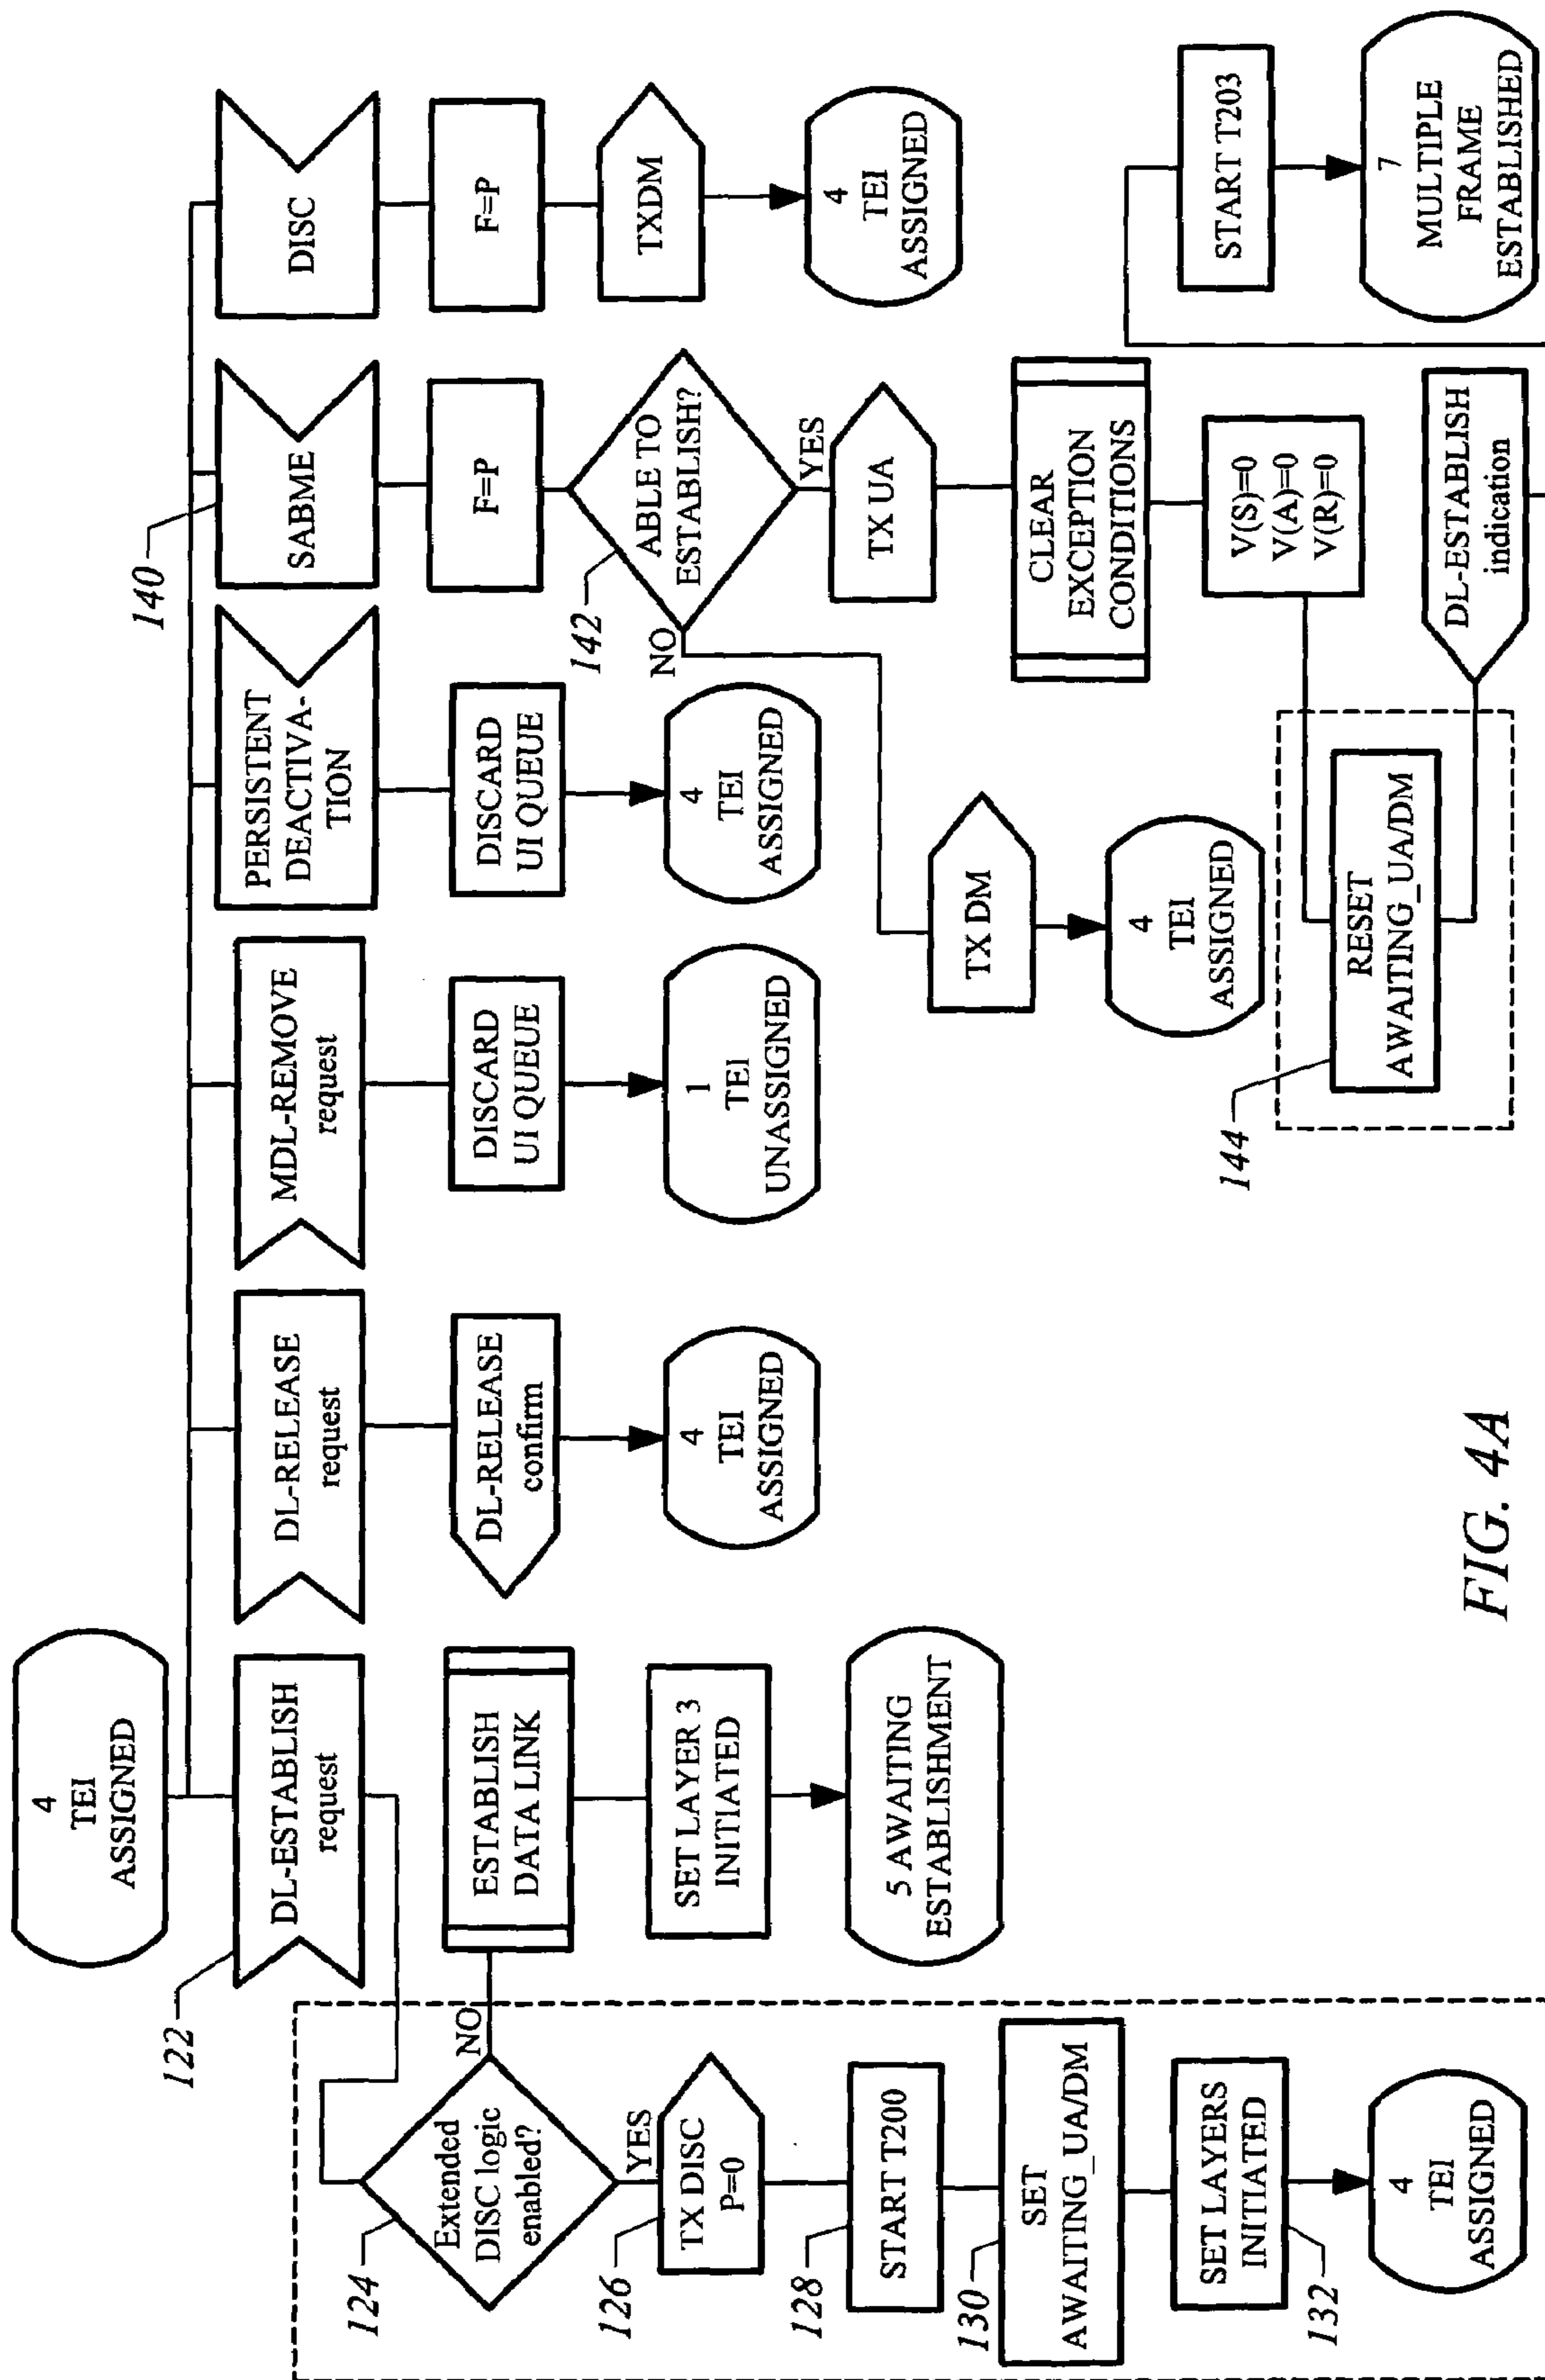 4
TEI
ASSIGNED
122
DL-ESTABLISH
request
DL-RELEASE
request
MDL-REMOVE
request
PERSISTENT
DEACTIVA-
TION
140
SABME
DISC
124
Extended
DISC logic
enabled?
NO
YES
126
TX DISC
P=0
128
START T200
130
SET
AWAITING_UA/DM
SET LAYERS
INITIATED
132
4
TEI
ASSIGNED
ESTABLISH
DATA LINK
SET LAYER 3
INITIATED
5 AWAITING
ESTABLISHMENT
DL-RELEASE
confirm
4
TEI
ASSIGNED
DISCARD
UI QUEUE
1
TEI
UNASSIGNED
DISCARD
UI QUEUE
4
TEI
ASSIGNED
F=P
142
ABLE TO
ESTABLISH?
NO
YES
TX DM
4
TEI
ASSIGNED
TX UA
CLEAR
EXCEPTION
CONDITIONS
V(S)=0
V(A)=0
V(R)=0
144
RESET
AWAITING_UA/DM
DL-ESTABLISH
indication
F=P
TXDM
4
TEI
ASSIGNED
START T203
7
MULTIPLE
FRAME
ESTABLISHED
FIG. 4A